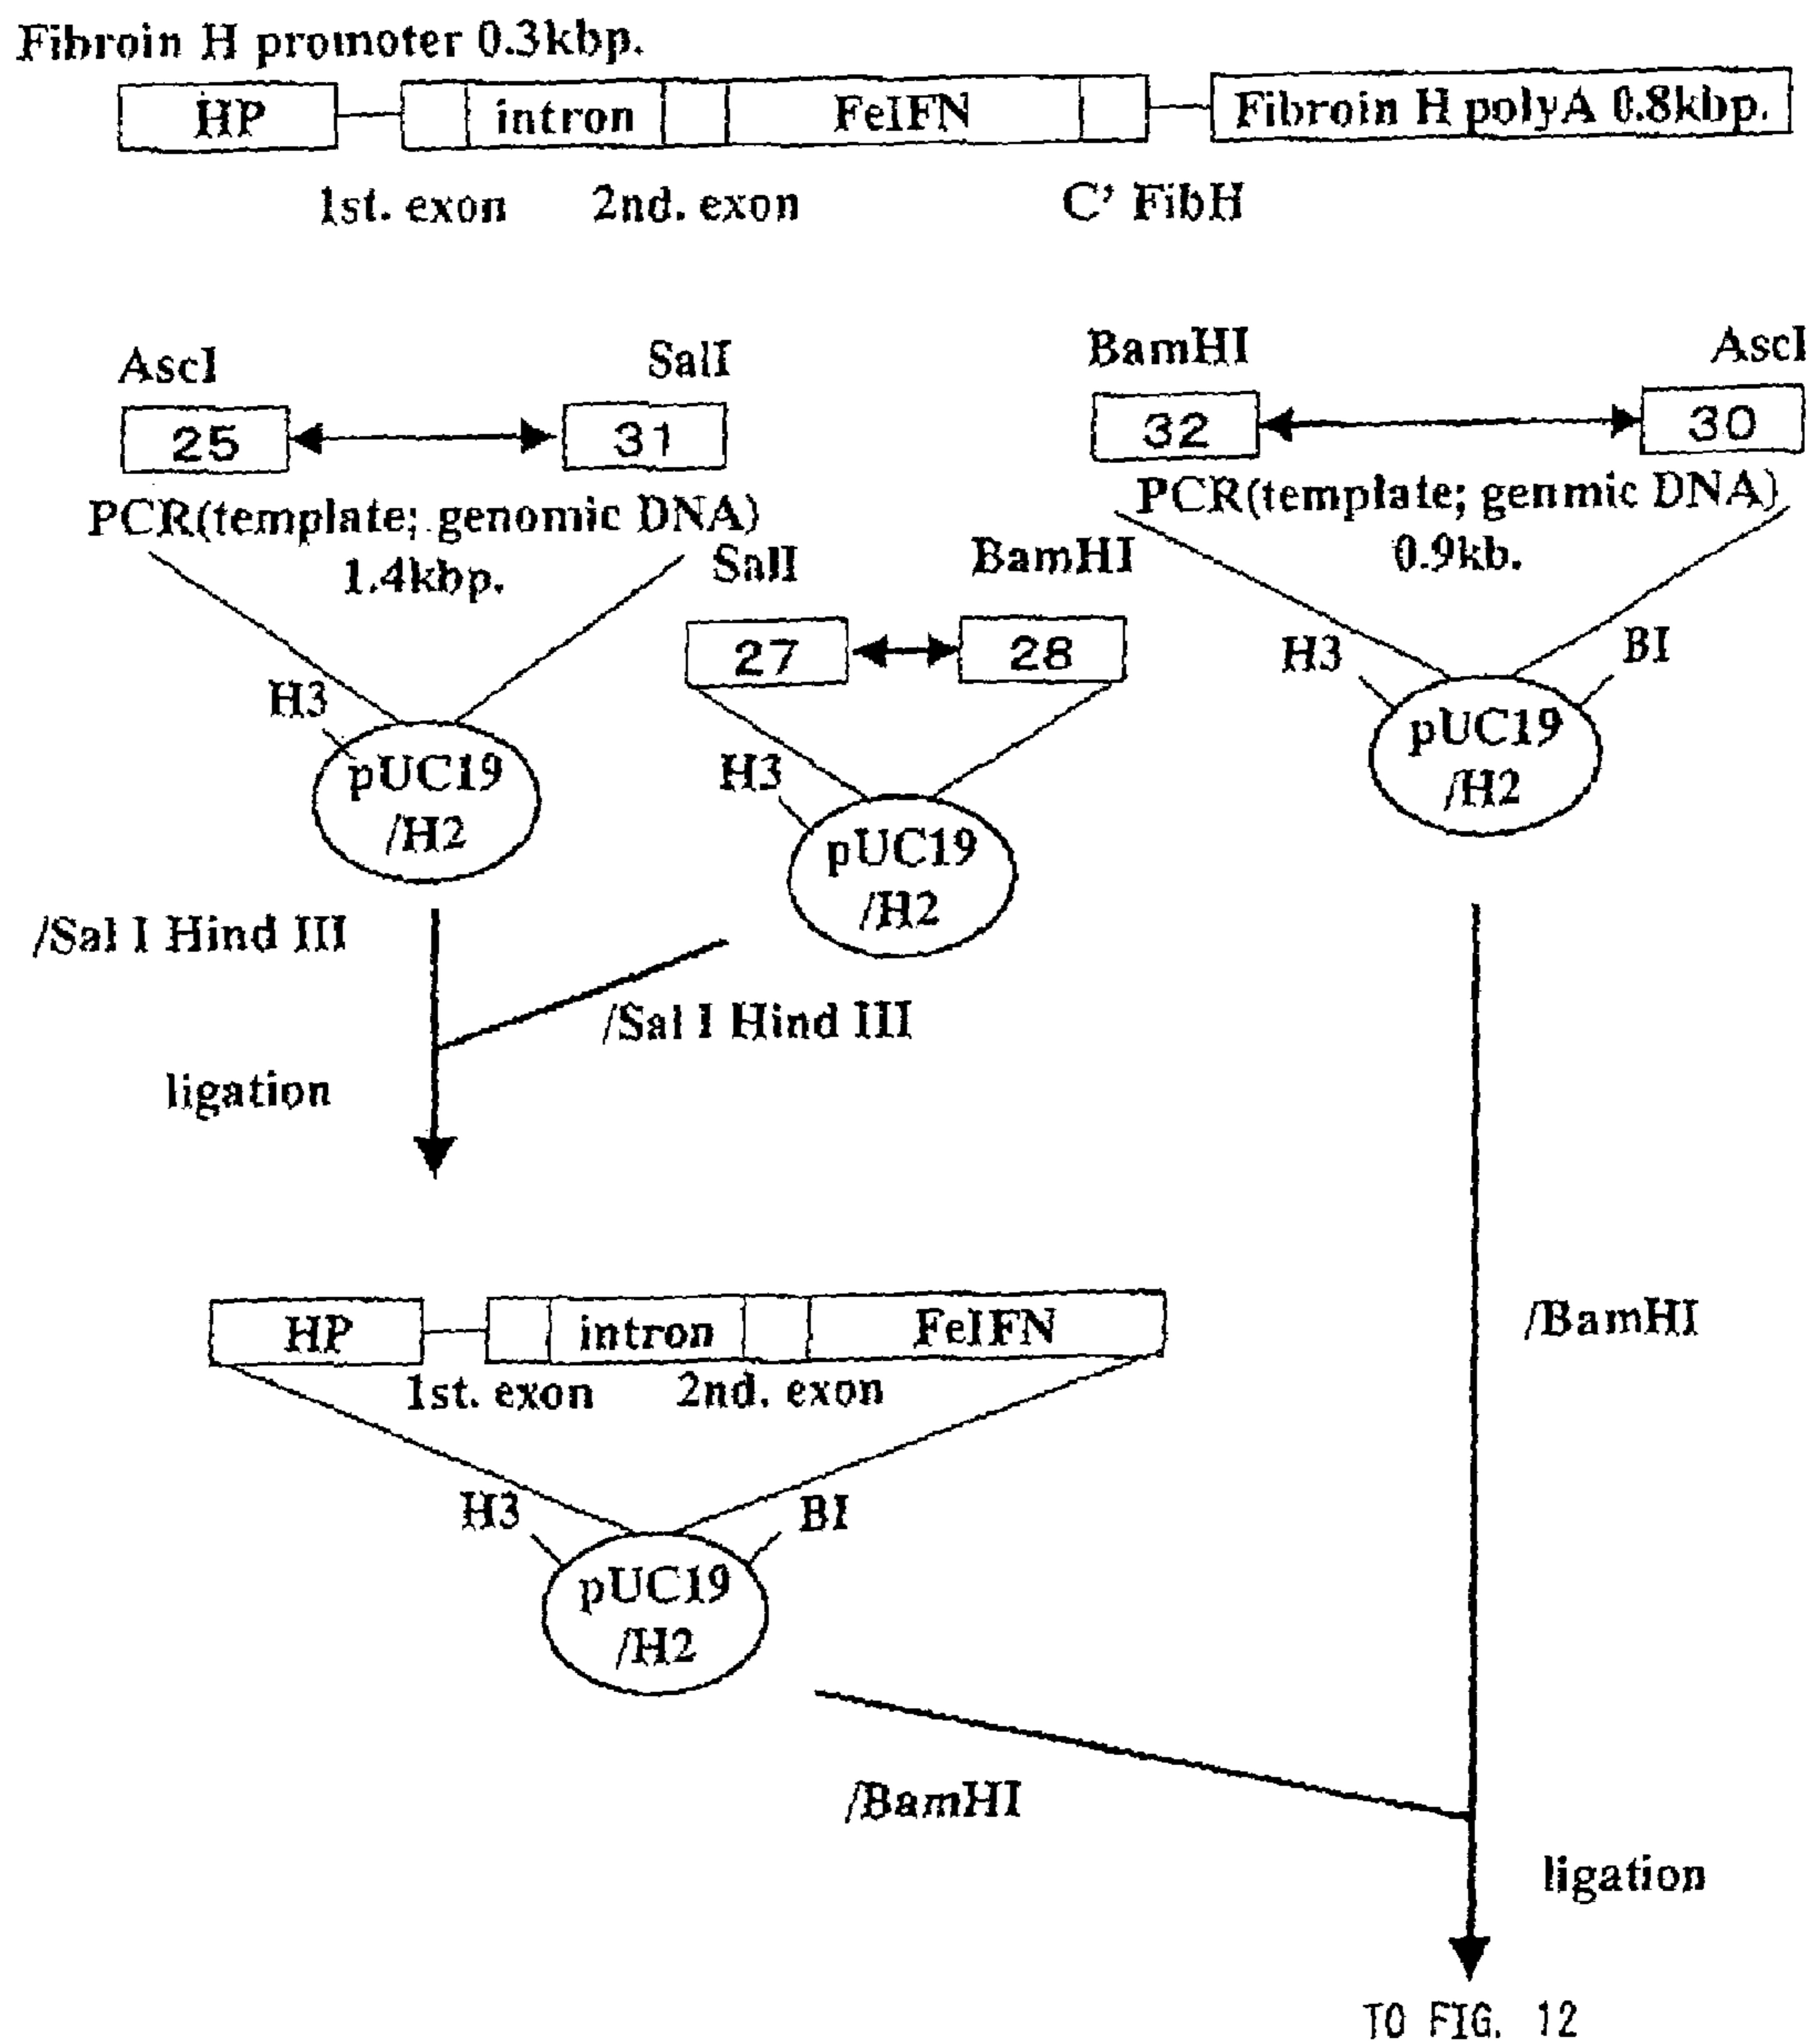 Fibroin H promoter 0.3kbp.
HP
intron
FeIFN
Fibroin H polyA 0.8kbp.
1st. exon
2nd. exon
C' FibH
AscI
SalI
BamHI
AscI
25
31
32
30
PCR(template; genomic DNA)
1.4kbp.
PCR(template; genmic DNA)
0.9kb.
SalI
BamHI
27
28
H3
pUC19
/H2
H3
pUC19
/H2
H3
BI
pUC19
/H2
/Sal I Hind III
/Sal I Hind III
ligation
HP
intron
FeIFN
1st. exon
2nd. exon
/BamHI
H3
BI
pUC19
/H2
/BamHI
ligation
TO FIG. 12